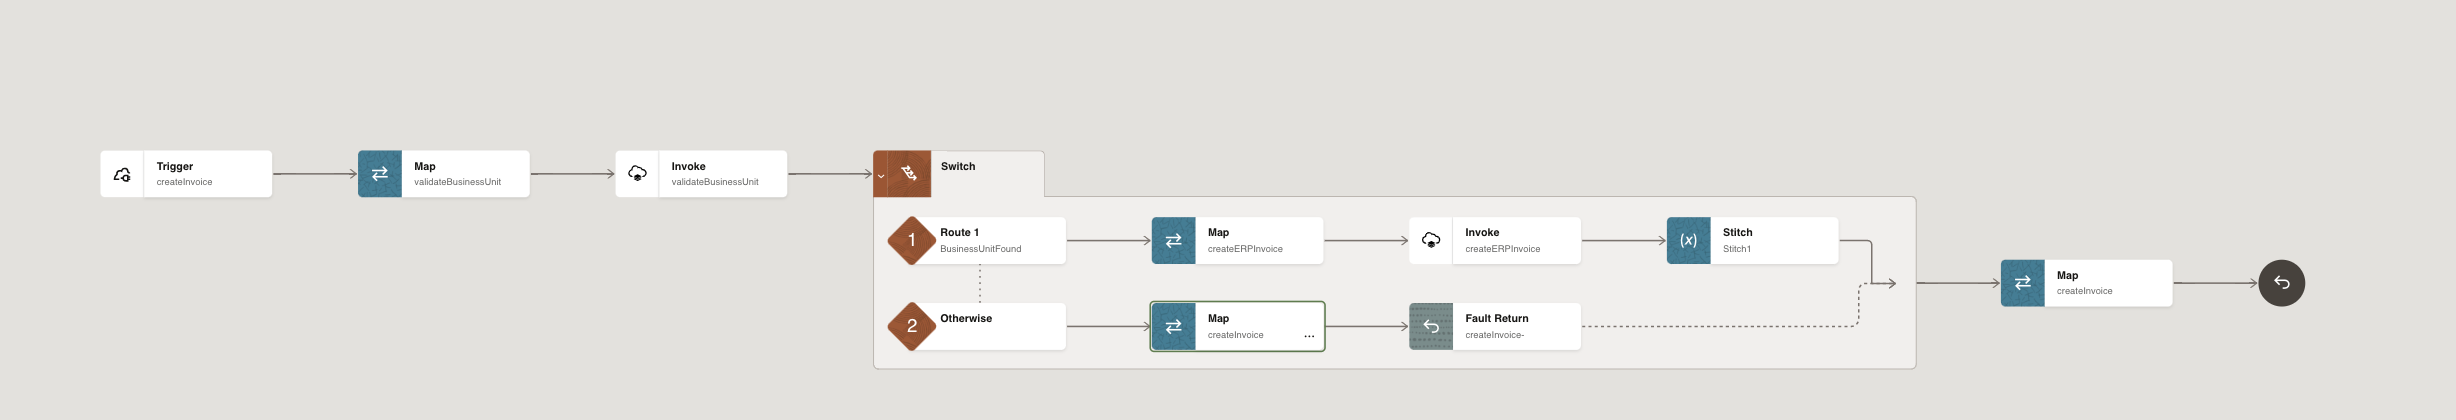 Trigger
createInvoice
Map
validateBusinessUnit
Invoke
validateBusinessUnit
Switch
1
Route 1
BusinessUnitFound
Map
createERPInvoice
Invoke
createERPInvoice
(x)
Stitch
Stitch1
2
Otherwise
Map
createInvoice
...
Fault Return
createInvoice-
Map
createInvoice